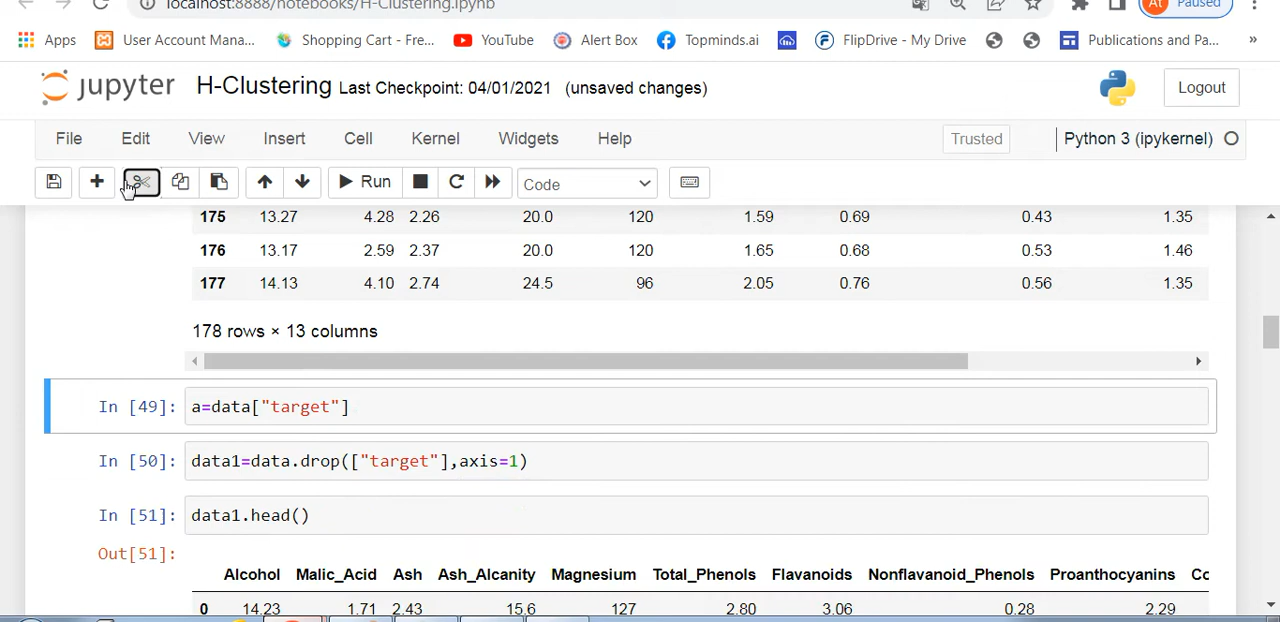 localhost:8888/notebooks/H-Clustering.ipynb
At Paused
Apps User Account Mana... Shopping Cart - Fre... YouTube Alert Box Topminds.ai FlipDrive - My Drive Publications and Pa... »
jupyter H-Clustering Last Checkpoint: 04/01/2021 (unsaved changes) Logout
File Edit View Insert Cell Kernel Widgets Help Trusted Python 3 (ipykernel)
Run Code
175 13.27 4.28 2.26 20.0 120 1.59 0.69 0.43 1.35
176 13.17 2.59 2.37 20.0 120 1.65 0.68 0.53 1.46
177 14.13 4.10 2.74 24.5 96 2.05 0.76 0.56 1.35
178 rows × 13 columns
In [49]: a=data["target"]
In [50]: data1=data.drop(["target"],axis=1)
In [51]: data1.head()
Out[51]:
Alcohol Malic_Acid Ash Ash_Alcanity Magnesium Total_Phenols Flavanoids Nonflavanoid_Phenols Proanthocyanins Co
0 14.23 1.71 2.43 15.6 127 2.80 3.06 0.28 2.29